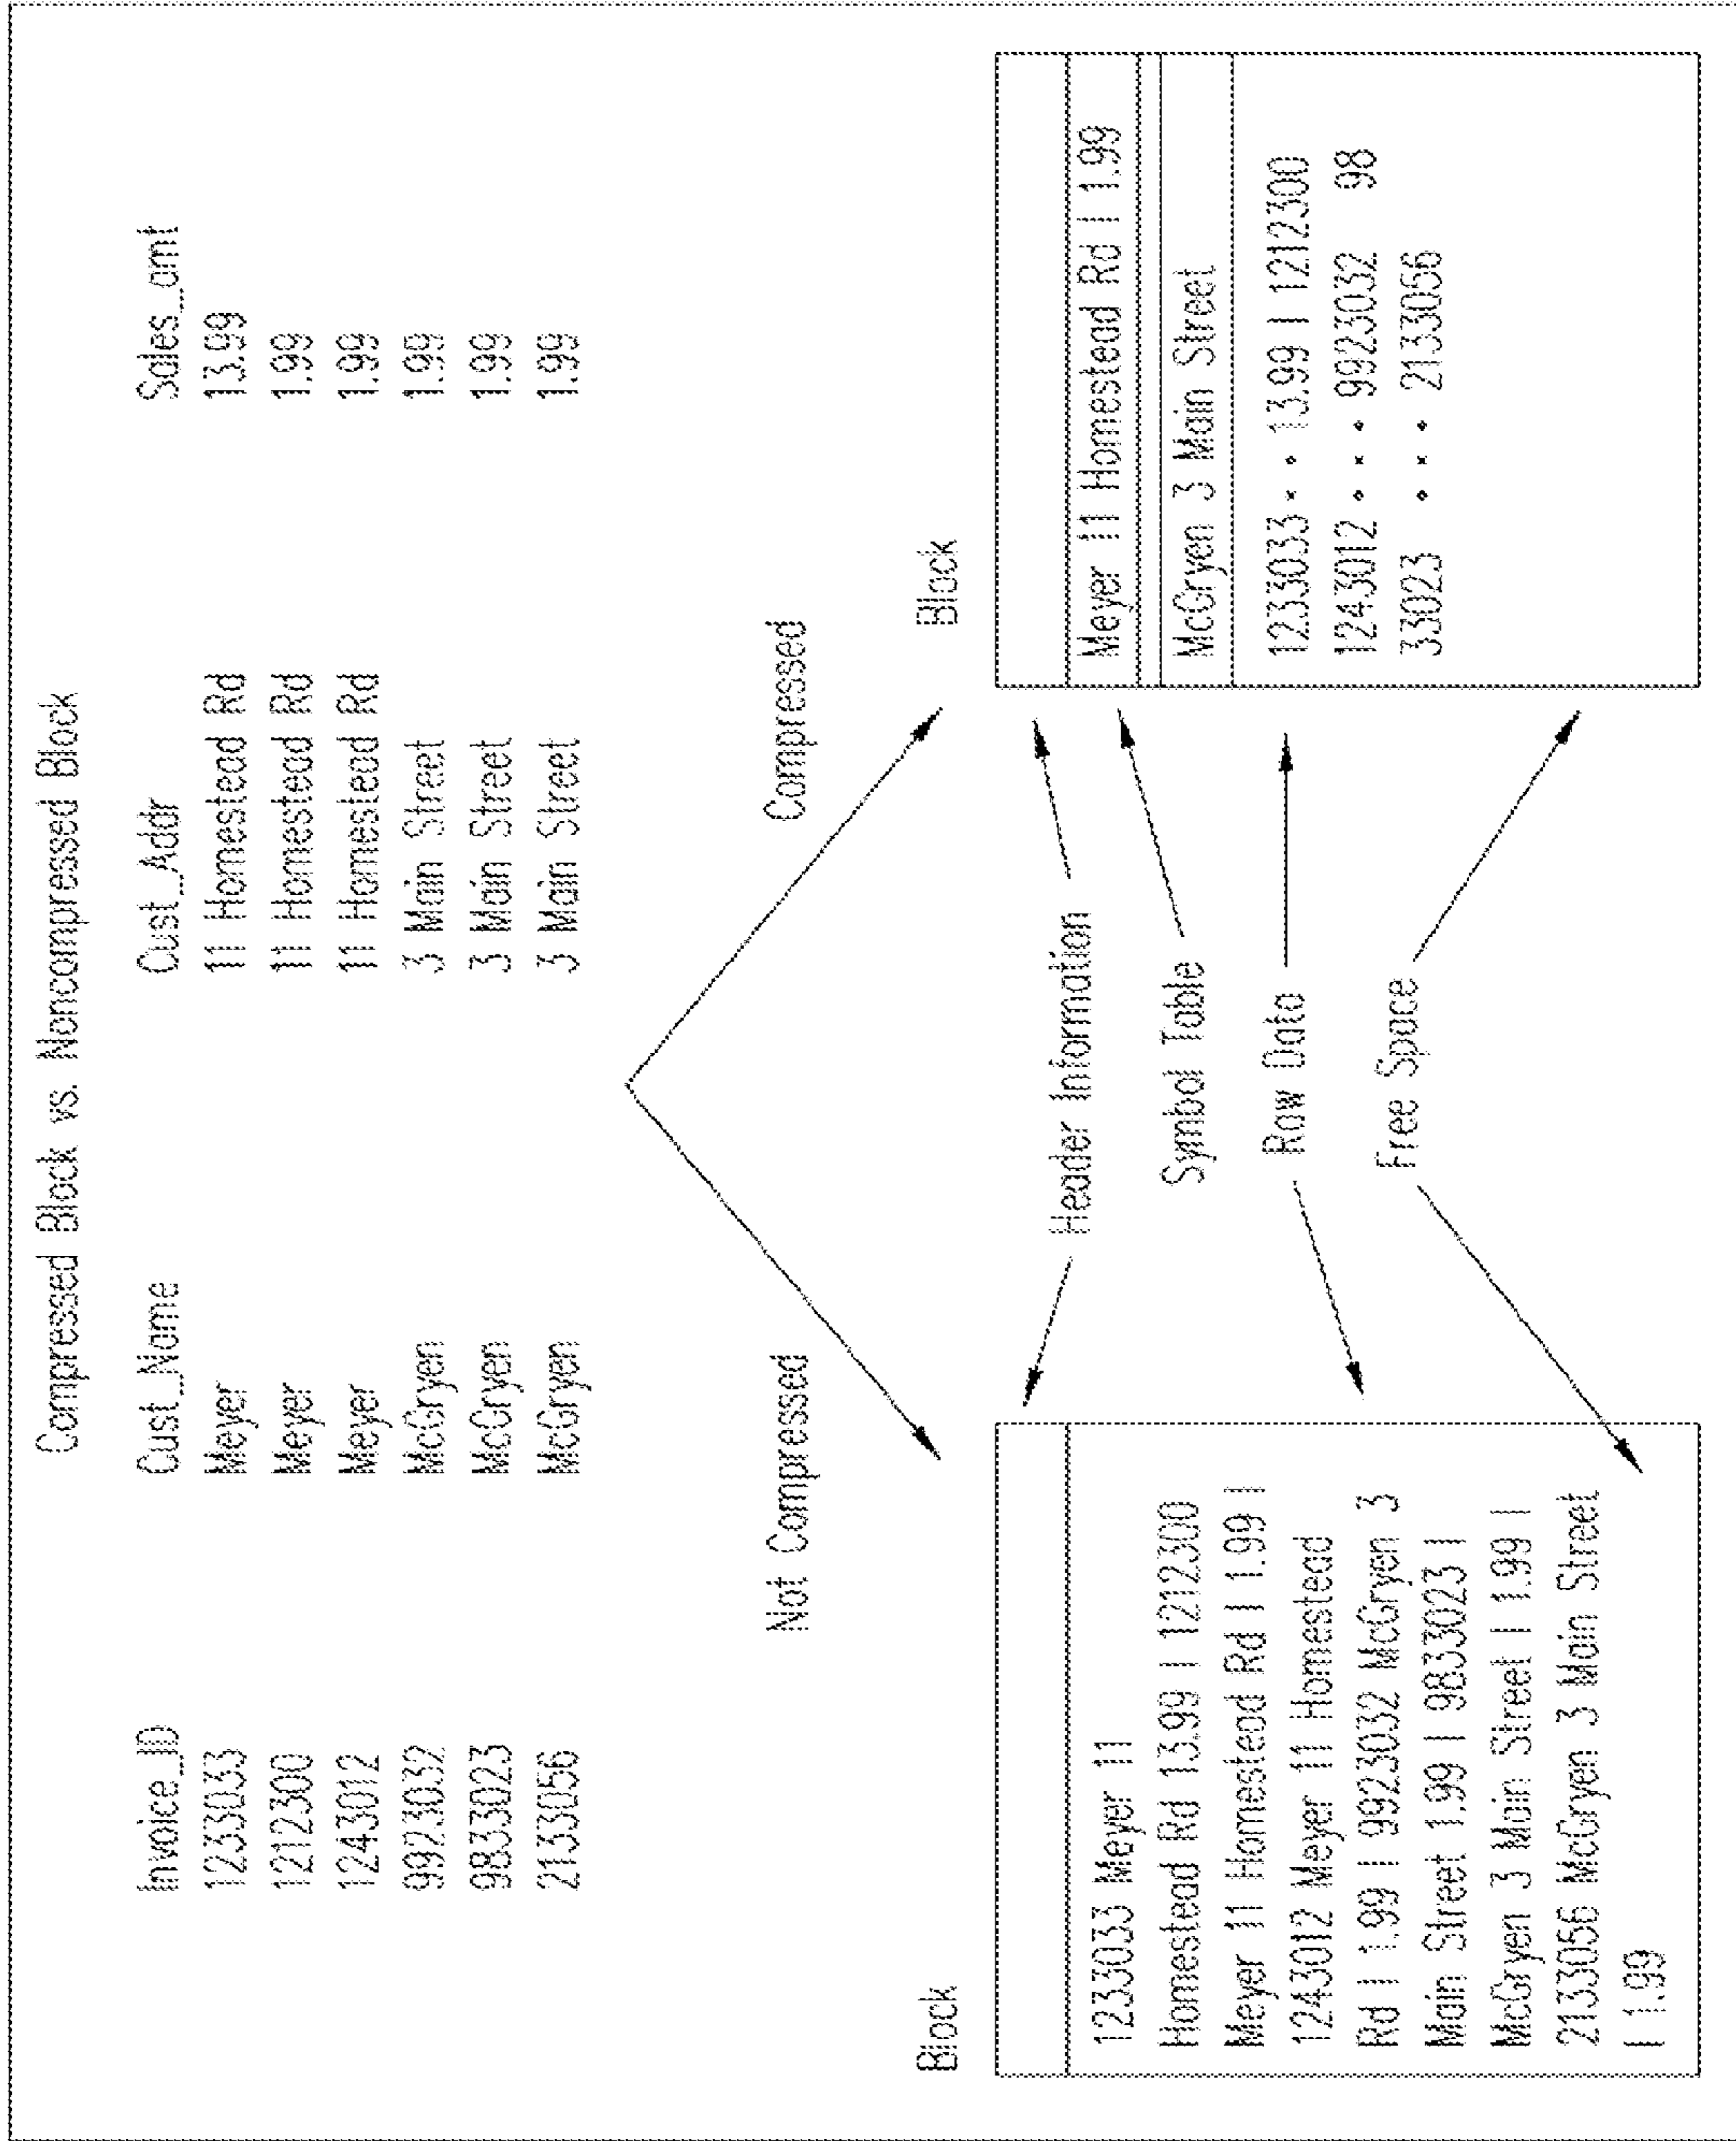 Compressed Block vs. Noncompressed Block
Invoice_ID Cust_Name Cust_Addr Sales_amt
1233033 Meyer 11 Homestead Rd 13.99
1212300 Meyer 11 Homestead Rd 1.99
1243012 Meyer 11 Homestead Rd 1.99
9923032 McGryen 3 Main Street 1.99
9833023 McGryen 3 Main Street 1.99
2133056 McGryen 3 Main Street 1.99
Not Compressed
Compressed
Block
1233033 Meyer 11
Homestead Rd 13.99 | 1212300
Meyer 11 Homestead Rd | 1.99 |
1243012 Meyer 11 Homestead
Rd | 1.99 | 9923032 McGryen 3
Main Street 1.99 | 9833023 |
McGryen 3 Main Street | 1.99 |
2133056 McGryen 3 Main Street
| 1.99
Header Information
Symbol Table
Raw Data
Free Space
Block
Meyer 11 Homestead Rd | 1.99
McGryen 3 Main Street
1233033 • • 13.99 | 1212300
1243012 • • • 9923032 98
33023 • • • 2133056